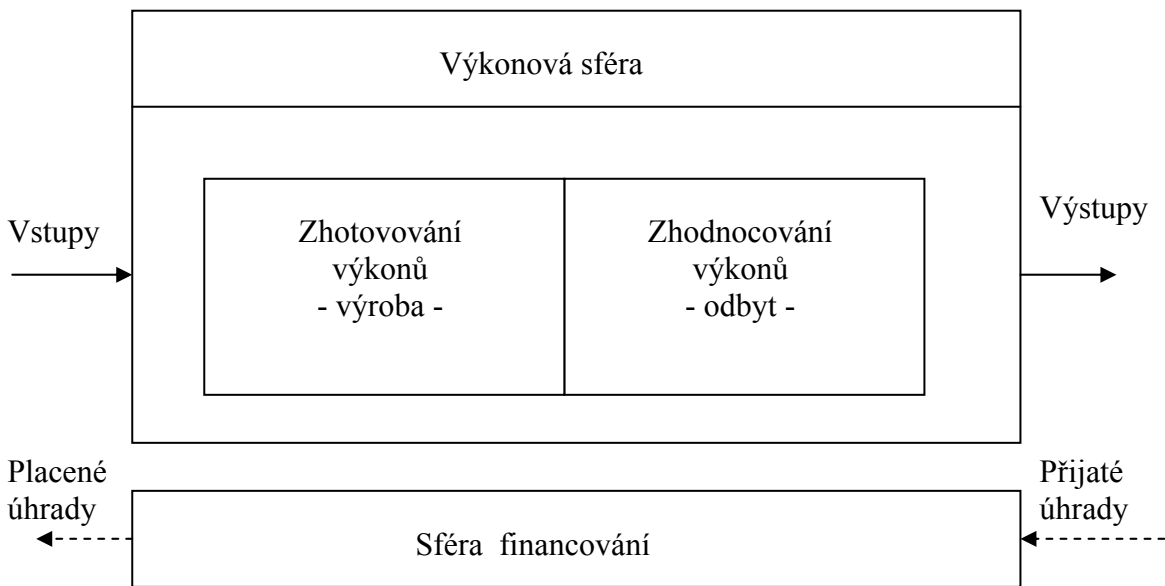 Výkonová sféra
Vstupy
Zhotovování
výkonů
- výroba -
Zhodnocování
výkonů
- odbyt -
Výstupy
Placené
úhrady
Sféra financování
Přijaté
úhrady